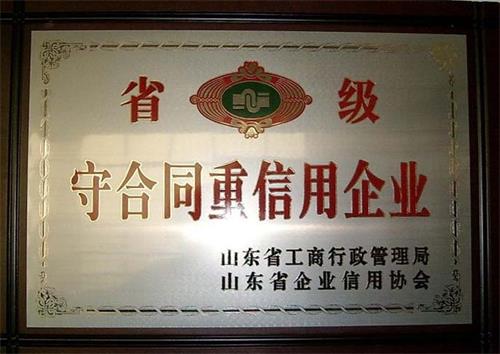 省级
守合同重信用企业
山东省工商行政管理局
山东省企业信用协会